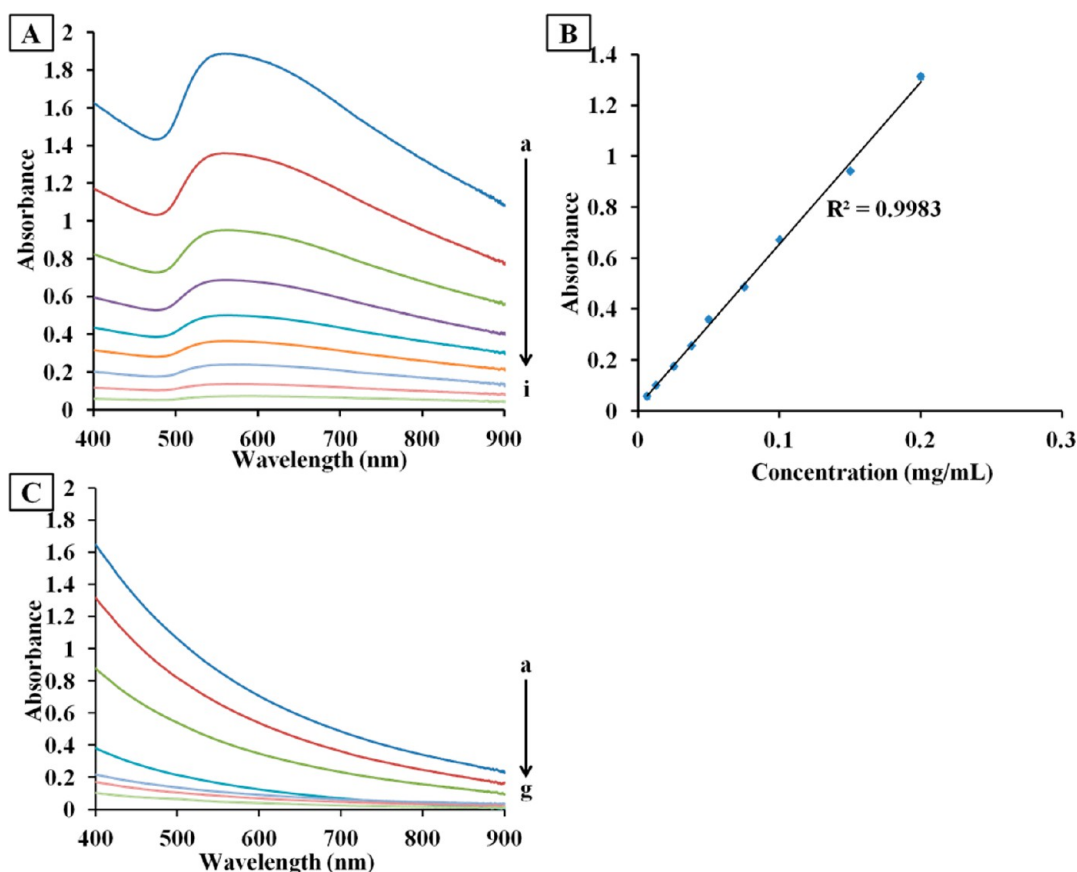 A
2
1.8
1.6
1.4
1.2
1
0.8
0.6
0.4
0.2
0
Absorbance
400 500 600 700 800 900
Wavelength (nm)
a
i
B
1.4
1.2
1
0.8
0.6
0.4
0.2
0
Absorbance
R² = 0.9983
0 0.1 0.2 0.3
Concentration (mg/mL)
C
2
1.8
1.6
1.4
1.2
1
0.8
0.6
0.4
0.2
0
Absorbance
400 500 600 700 800 900
Wavelength (nm)
a
g